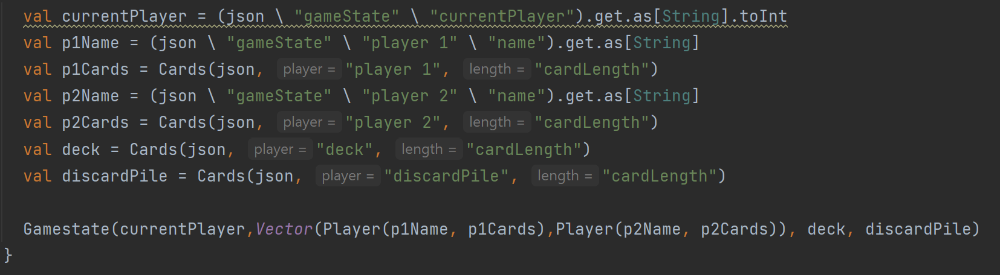 val currentPlayer = (json \ "gameState" \ "currentPlayer").get.as[String].toInt
val p1Name = (json \ "gameState" \ "player 1" \ "name").get.as[String]
val p1Cards = Cards(json, player = "player 1", length = "cardLength")
val p2Name = (json \ "gameState" \ "player 2" \ "name").get.as[String]
val p2Cards = Cards(json, player = "player 2", length = "cardLength")
val deck = Cards(json, player = "deck", length = "cardLength")
val discardPile = Cards(json, player = "discardPile", length = "cardLength")
Gamestate(currentPlayer,Vector(Player(p1Name, p1Cards),Player(p2Name, p2Cards)), deck, discardPile)
}